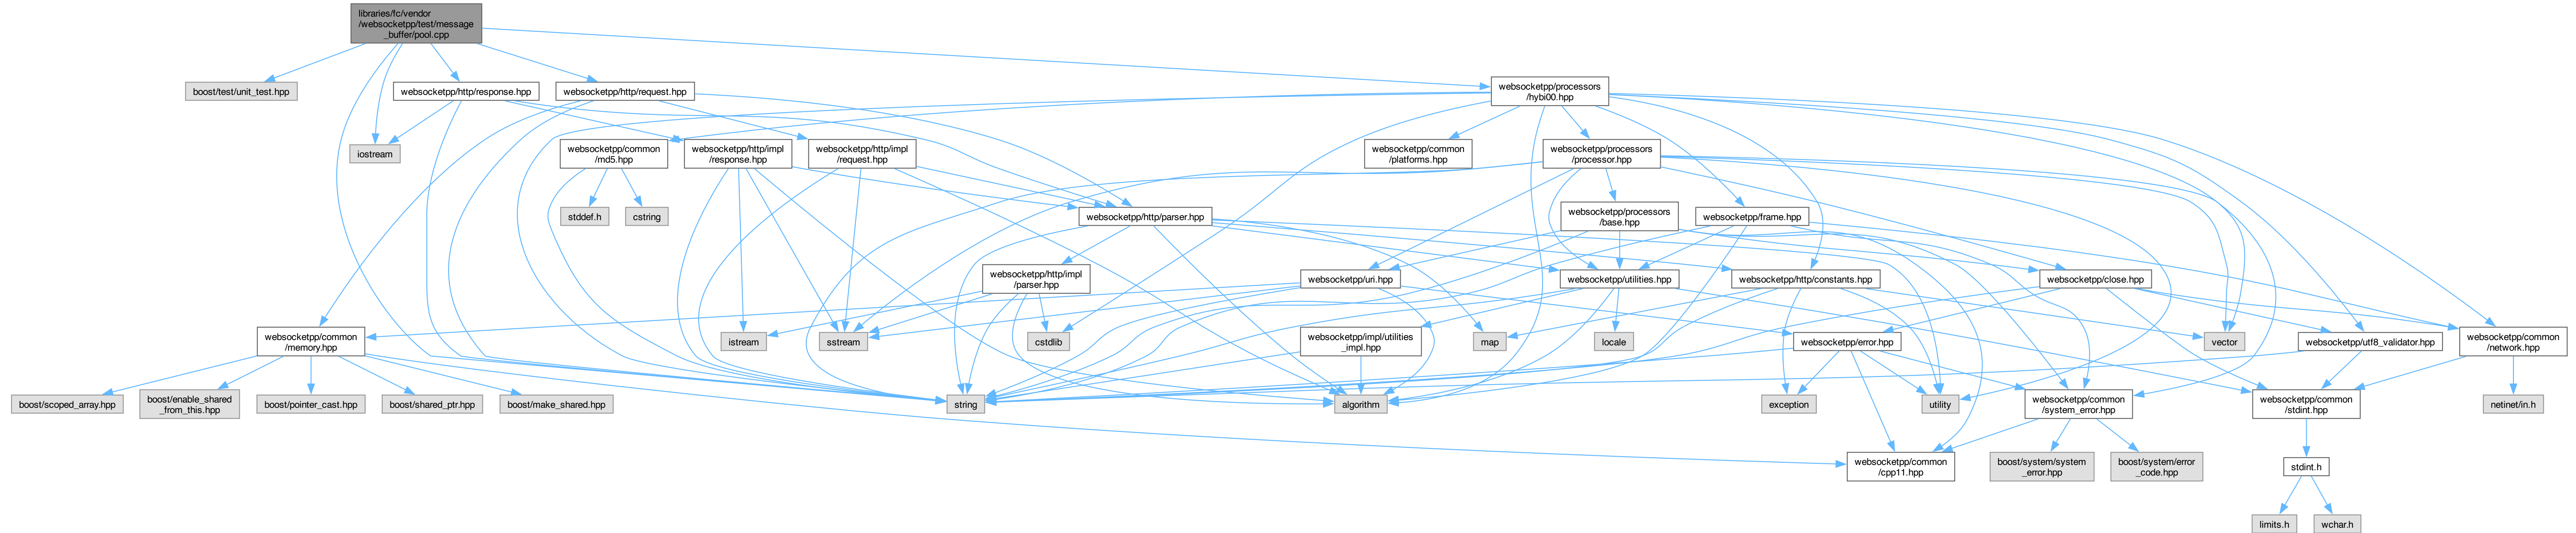 libraries/fc/vendor
/websocketpp/test/message
_buffer/pool.cpp
boost/test/unit_test.hpp
websocketpp/http/response.hpp
websocketpp/http/request.hpp
websocketpp/processors
/hybi00.hpp
iostream
websocketpp/common
/md5.hpp
websocketpp/http/impl
/response.hpp
websocketpp/http/impl
/request.hpp
websocketpp/common
/platforms.hpp
websocketpp/processors
/processor.hpp
stddef.h
cstring
websocketpp/http/parser.hpp
websocketpp/processors
/base.hpp
websocketpp/frame.hpp
websocketpp/http/impl
/parser.hpp
websocketpp/uri.hpp
websocketpp/utilities.hpp
websocketpp/http/constants.hpp
websocketpp/close.hpp
websocketpp/common
/memory.hpp
istream
sstream
cstdlib
websocketpp/impl/utilities
_impl.hpp
map
locale
websocketpp/error.hpp
vector
websocketpp/utf8_validator.hpp
websocketpp/common
/network.hpp
boost/scoped_array.hpp
boost/enable_shared
_from_this.hpp
boost/pointer_cast.hpp
boost/shared_ptr.hpp
boost/make_shared.hpp
string
algorithm
exception
utility
websocketpp/common
/system_error.hpp
websocketpp/common
/stdint.hpp
netinet/in.h
websocketpp/common
/cpp11.hpp
boost/system/system
_error.hpp
boost/system/error
_code.hpp
stdint.h
limits.h
wchar.h